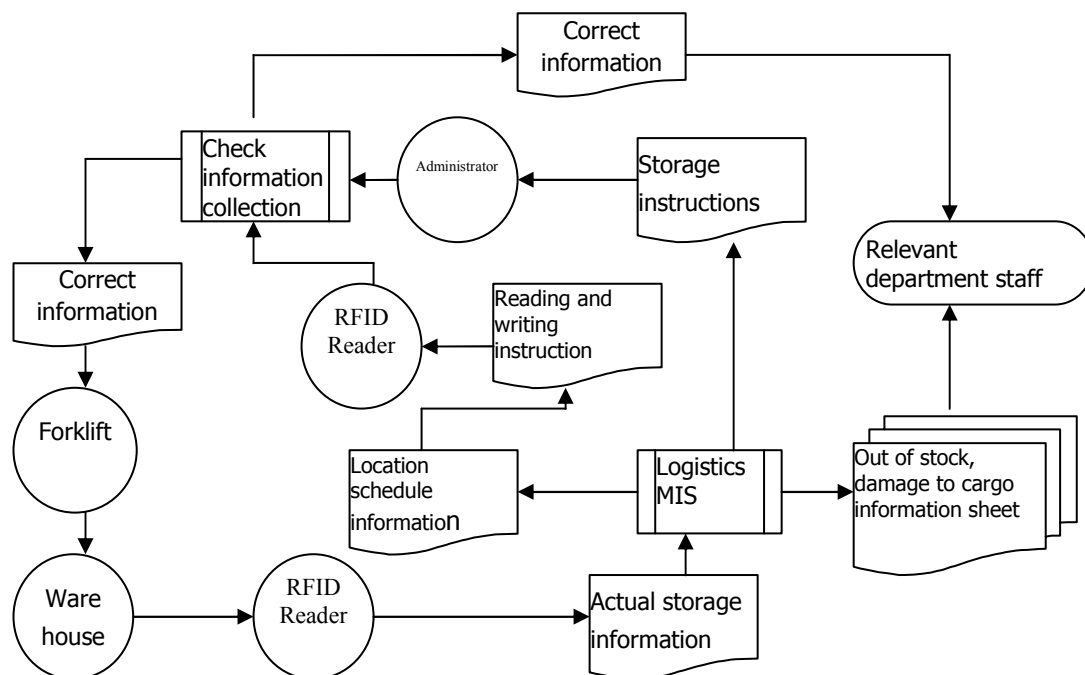 Correct
information
Check
information
collection
Administrator
Storage
instructions
Relevant
department staff
Correct
information
RFID
Reader
Reading and
writing
instruction
Forklift
Location
schedule
information
Logistics
MIS
Out of stock,
damage to cargo
information sheet
Ware
house
RFID
Reader
Actual storage
information